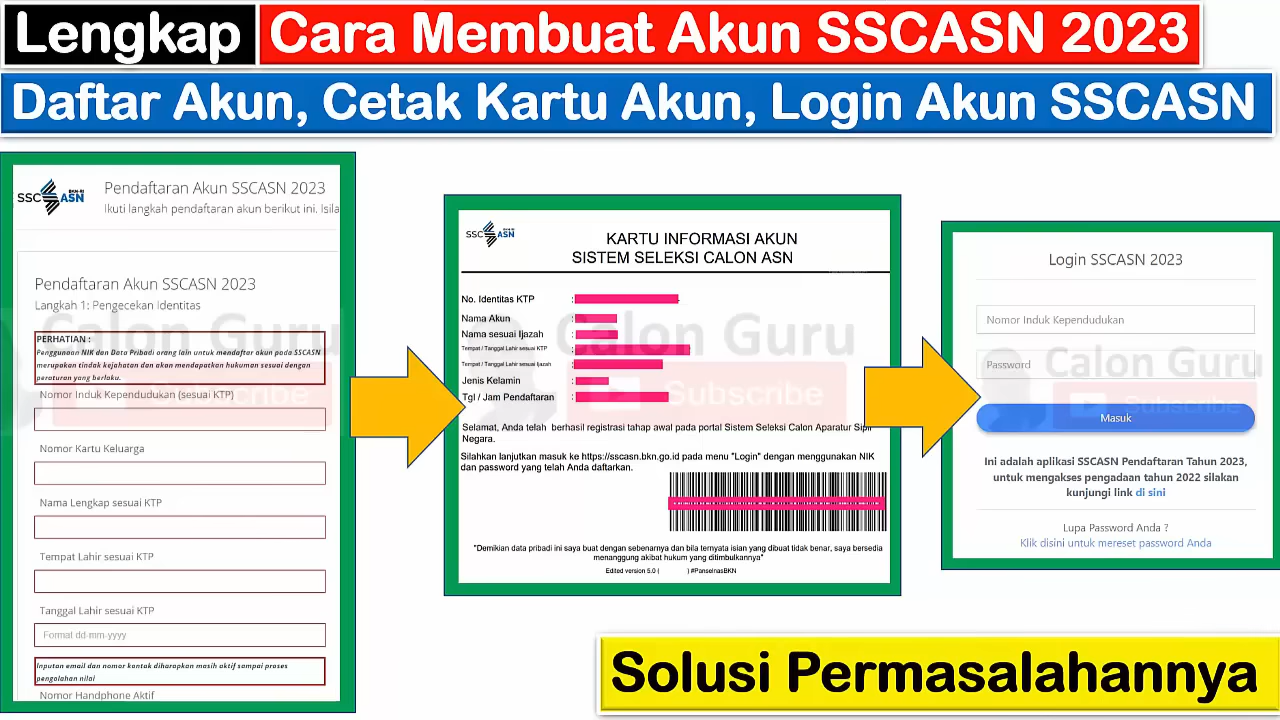 Lengkap Cara Membuat Akun SSCASN 2023
Daftar Akun, Cetak Kartu Akun, Login Akun SSCASN
SSCASN BKN-RI
Pendaftaran Akun SSCASN 2023
Ikuti langkah pendaftaran akun berikut ini. Isila
Pendaftaran Akun SSCASN 2023
Langkah 1: Pengecekan Identitas
PERHATIAN :
Penggunaan NIK dan Data Pribadi orang lain untuk mendaftar akun pada SSCASN
merupakan tindak kejahatan dan akan mendapatkan hukuman sesuai dengan
peraturan yang berlaku.
Nomor Induk Kependudukan (sesuai KTP)
Nomor Kartu Keluarga
Nama Lengkap sesuai KTP
Tempat Lahir sesuai KTP
Tanggal Lahir sesuai KTP
Format dd-mm-yyyy
Inputan email dan nomor kontak diharapkan masih aktif sampai proses
pengolahan nilai
Nomor Handphone Aktif
Calon Guru
Subscribe
SSCASN
KARTU INFORMASI AKUN
SISTEM SELEKSI CALON ASN
No. Identitas KTP :
Nama Akun :
Nama sesuai Ijazah :
Tempat / Tanggal Lahir sesuai KTP :
Tempat / Tanggal Lahir sesuai Ijazah :
Jenis Kelamin :
Tgl / Jam Pendaftaran :
Selamat, Anda telah berhasil registrasi tahap awal pada portal Sistem Seleksi Calon Aparatur Sipil
Negara.
Silahkan lanjutkan masuk ke https://sscasn.bkn.go.id pada menu "Login" dengan menggunakan NIK
dan password yang telah Anda daftarkan.
"Demikian data pribadi ini saya buat dengan sebenarnya dan bila ternyata isian yang dibuat tidak benar, saya bersedia
menanggung akibat hukum yang ditimbulkannya"
Edited version 5.0 ( ) #PanselnasBKN
Calon Guru
Subscribe
Login SSCASN 2023
Nomor Induk Kependudukan
Password
Masuk
Ini adalah aplikasi SSCASN Pendaftaran Tahun 2023,
untuk mengakses pengadaan tahun 2022 silakan
kunjungi link di sini
Lupa Password Anda ?
Klik disini untuk mereset password Anda
Calon Guru
Subscribe
Solusi Permasalahannya